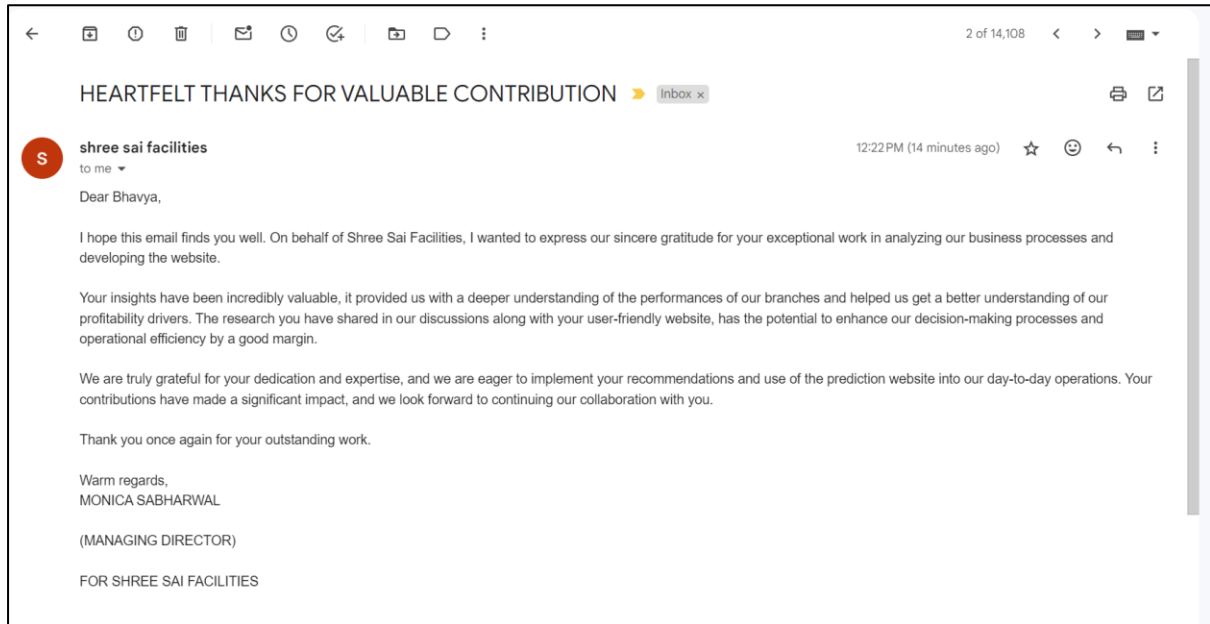 2 of 14,108
HEARTFELT THANKS FOR VALUABLE CONTRIBUTION
Inbox x
S
shree sai facilities
12:22 PM (14 minutes ago)
to me
Dear Bhavya,
I hope this email finds you well. On behalf of Shree Sai Facilities, I wanted to express our sincere gratitude for your exceptional work in analyzing our business processes and
developing the website.
Your insights have been incredibly valuable, it provided us with a deeper understanding of the performances of our branches and helped us get a better understanding of our
profitability drivers. The research you have shared in our discussions along with your user-friendly website, has the potential to enhance our decision-making processes and
operational efficiency by a good margin.
We are truly grateful for your dedication and expertise, and we are eager to implement your recommendations and use of the prediction website into our day-to-day operations. Your
contributions have made a significant impact, and we look forward to continuing our collaboration with you.
Thank you once again for your outstanding work.
Warm regards,
MONICA SABHARWAL
(MANAGING DIRECTOR)
FOR SHREE SAI FACILITIES